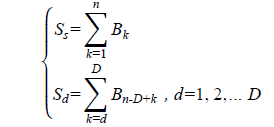 S_s = \sum_{k=1}^{n} B_k
S_d = \sum_{k=d}^{D} B_{n-D+k} , d=1, 2,... D